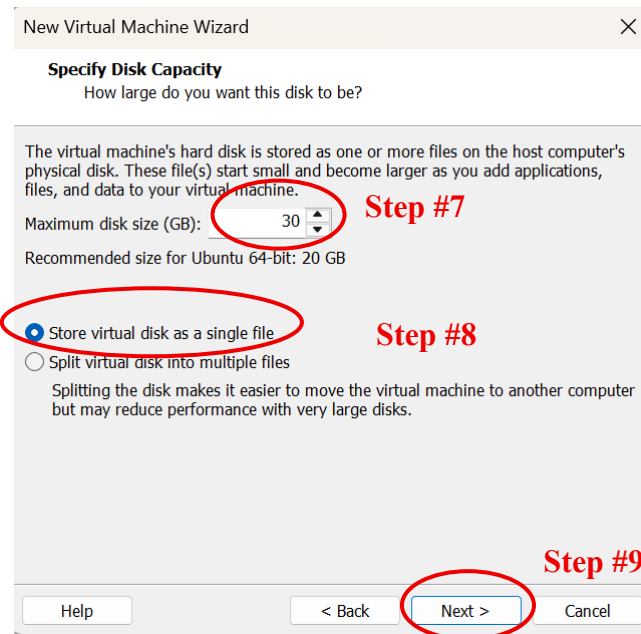 New Virtual Machine Wizard
Specify Disk Capacity
How large do you want this disk to be?
The virtual machine's hard disk is stored as one or more files on the host computer's
physical disk. These file(s) start small and become larger as you add applications,
files, and data to your virtual machine.
Step #7
Maximum disk size (GB): 30
Recommended size for Ubuntu 64-bit: 20 GB
Store virtual disk as a single file
Step #8
Split virtual disk into multiple files
Splitting the disk makes it easier to move the virtual machine to another computer
but may reduce performance with very large disks.
Step #9
Help < Back Next > Cancel